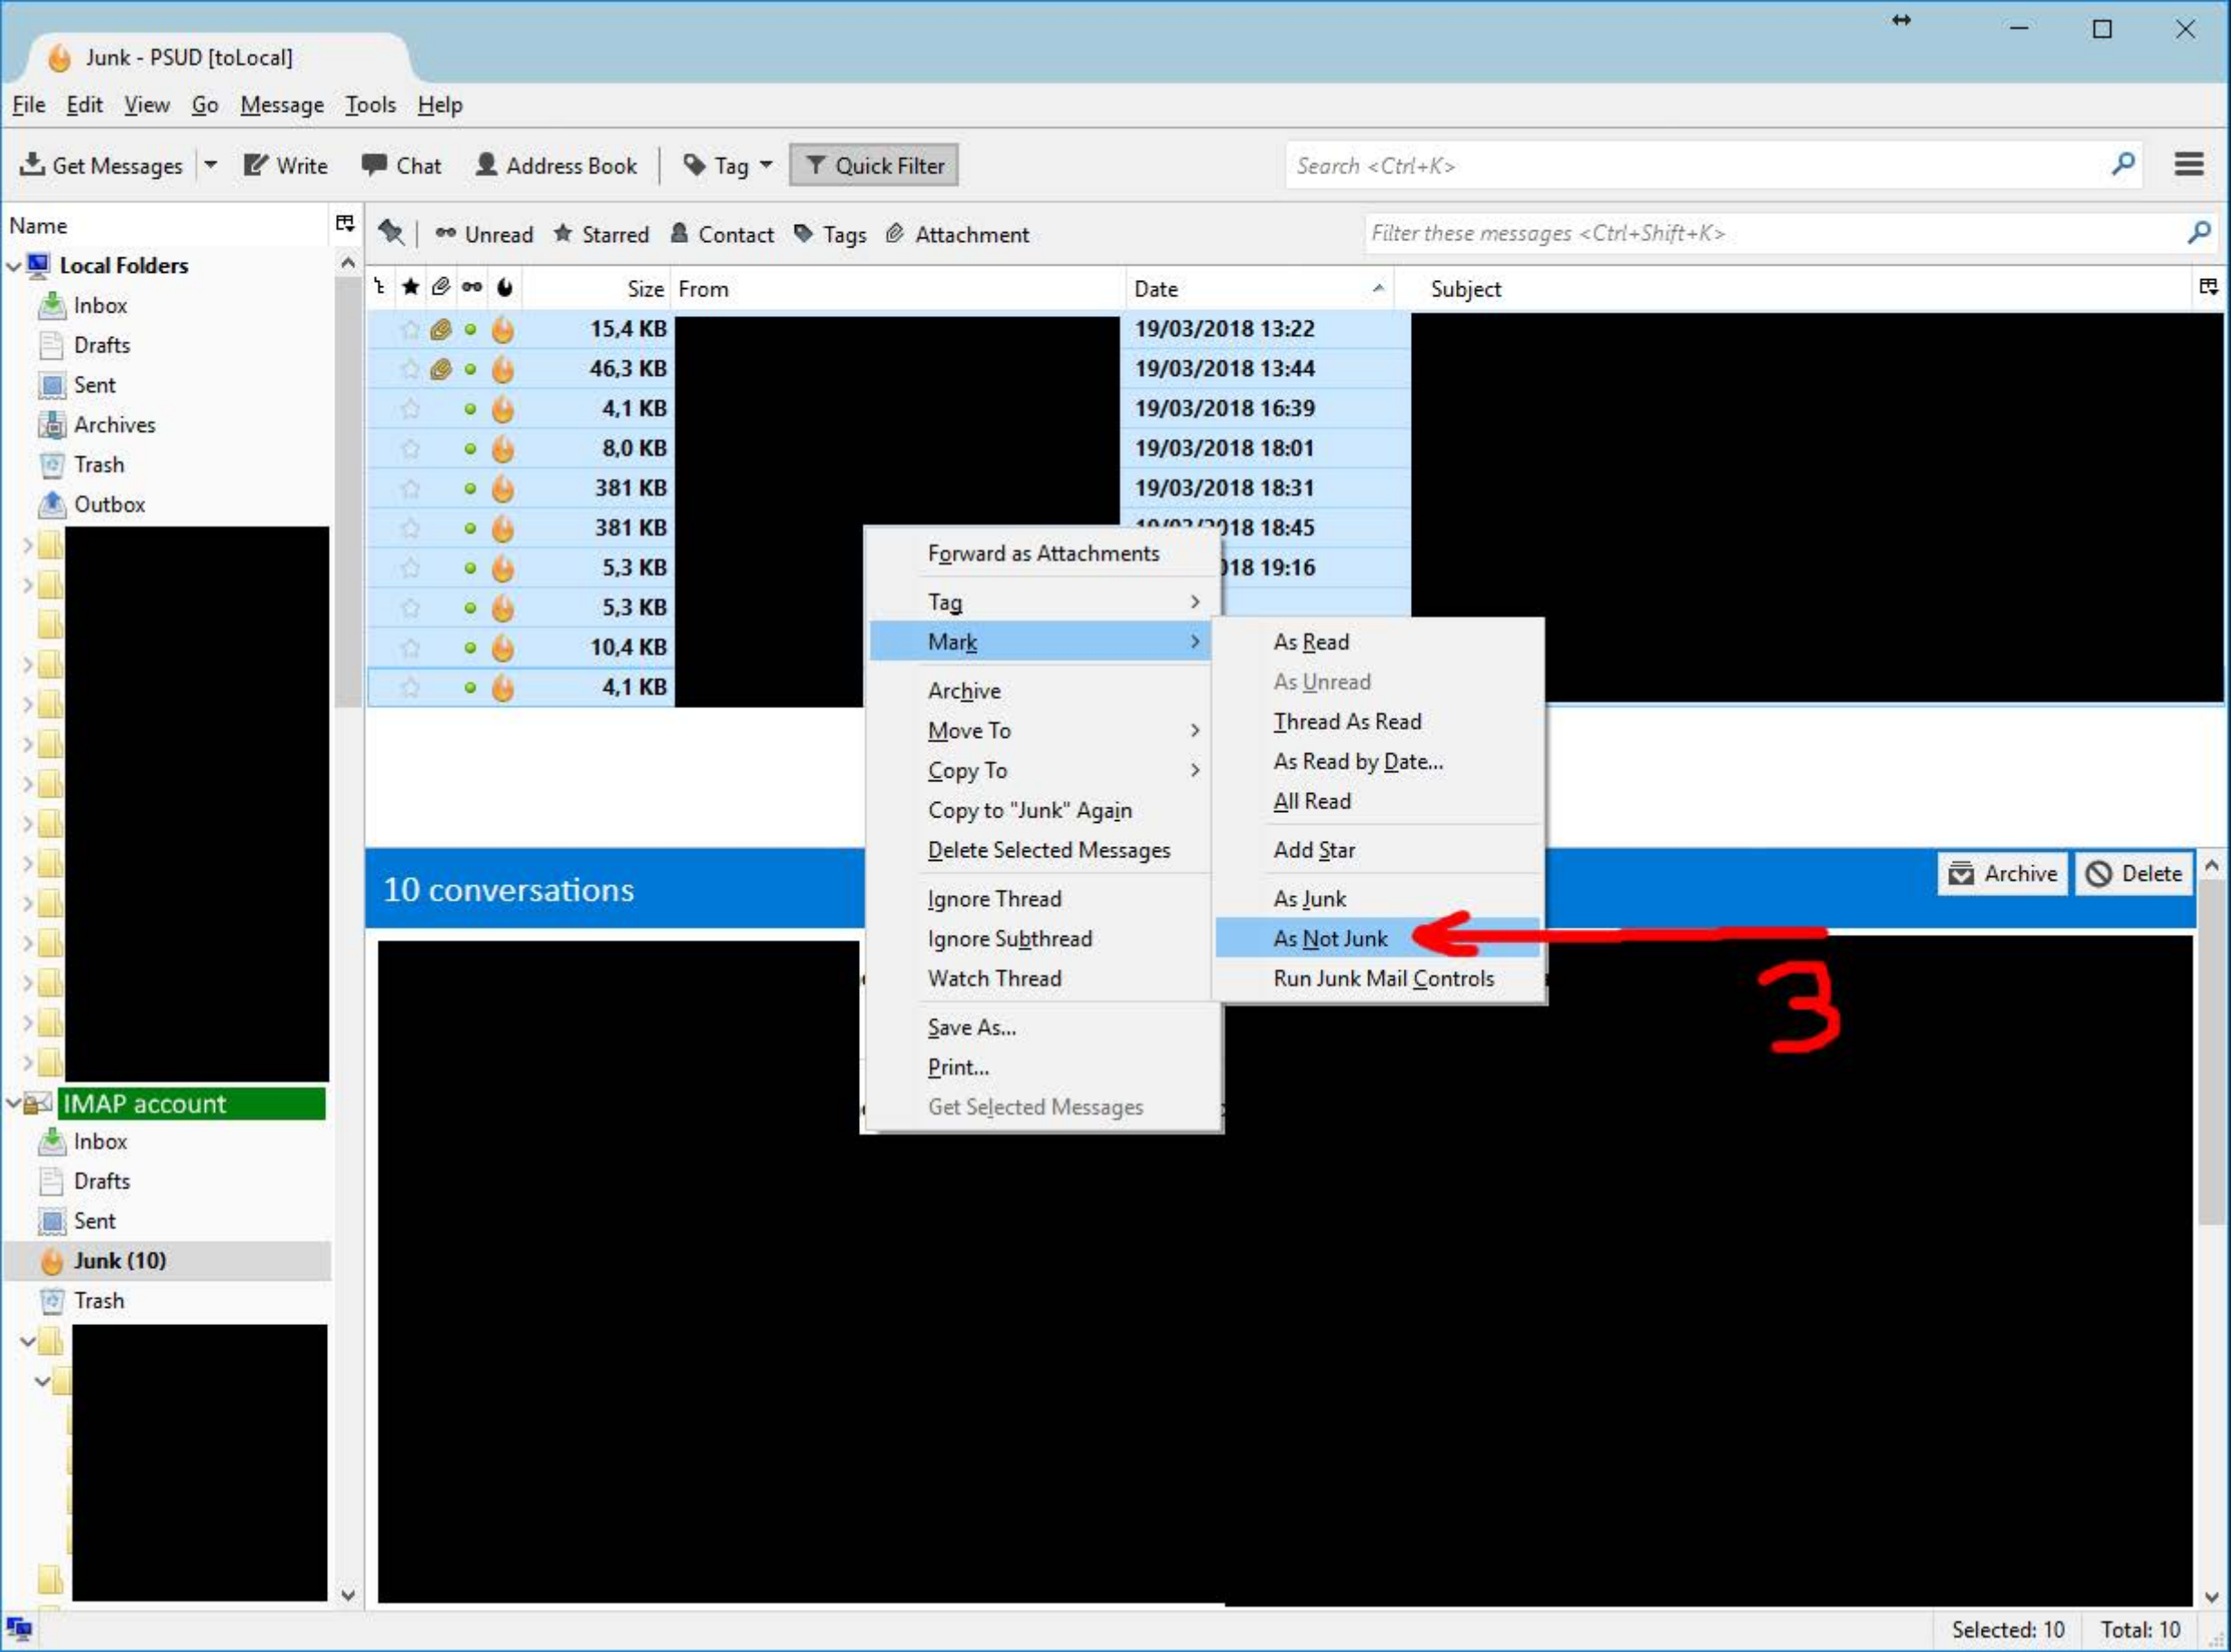 Junk - PSUD [toLocal]
File Edit View Go Message Tools Help
Get Messages Write Chat Address Book Tag Quick Filter Search <Ctrl+K>
Name
Unread Starred Contact Tags Attachment Filter these messages <Ctrl+Shift+K>
Local Folders
Inbox
Drafts
Sent
Archives
Trash
Outbox
IMAP account
Inbox
Drafts
Sent
Junk (10)
Trash
Size From Date Subject
15,4 KB 19/03/2018 13:22
46,3 KB 19/03/2018 13:44
4,1 KB 19/03/2018 16:39
8,0 KB 19/03/2018 18:01
381 KB 19/03/2018 18:31
381 KB 18:45
5,3 KB 19:16
5,3 KB
10,4 KB
4,1 KB
Forward as Attachments
Tag
Mark
Archive
Move To
Copy To
Copy to "Junk" Again
Delete Selected Messages
Ignore Thread
Ignore Subthread
Watch Thread
Save As...
Print...
Get Selected Messages
As Read
As Unread
Thread As Read
As Read by Date...
All Read
Add Star
As Junk
As Not Junk
Run Junk Mail Controls
3
10 conversations
Archive Delete
Selected: 10 Total: 10